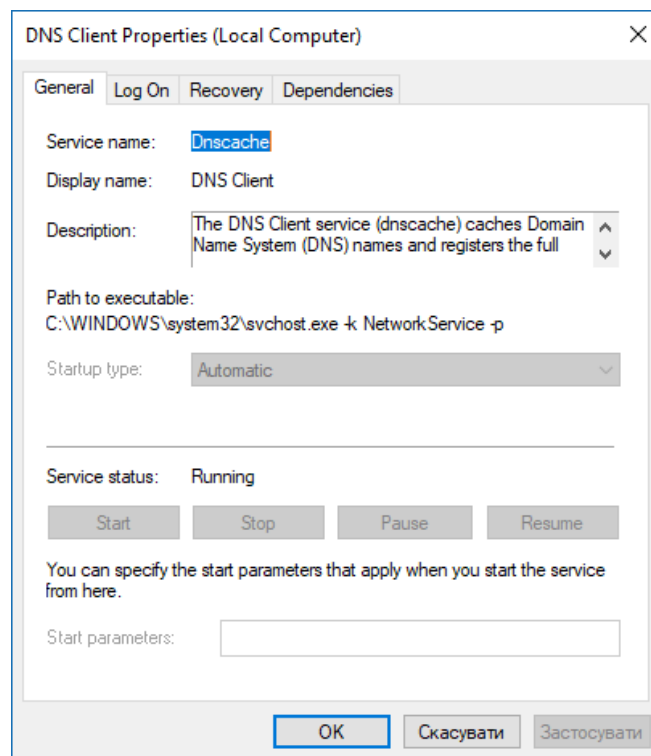 DNS Client Properties (Local Computer)
General Log On Recovery Dependencies
Service name: Dnscache
Display name: DNS Client
Description: The DNS Client service (dnscache) caches Domain
Name System (DNS) names and registers the full
Path to executable:
C:\WINDOWS\system32\svchost.exe -k NetworkService -p
Startup type: Automatic
Service status: Running
Start Stop Pause Resume
You can specify the start parameters that apply when you start the service
from here.
Start parameters:
OK Скасувати Застосувати